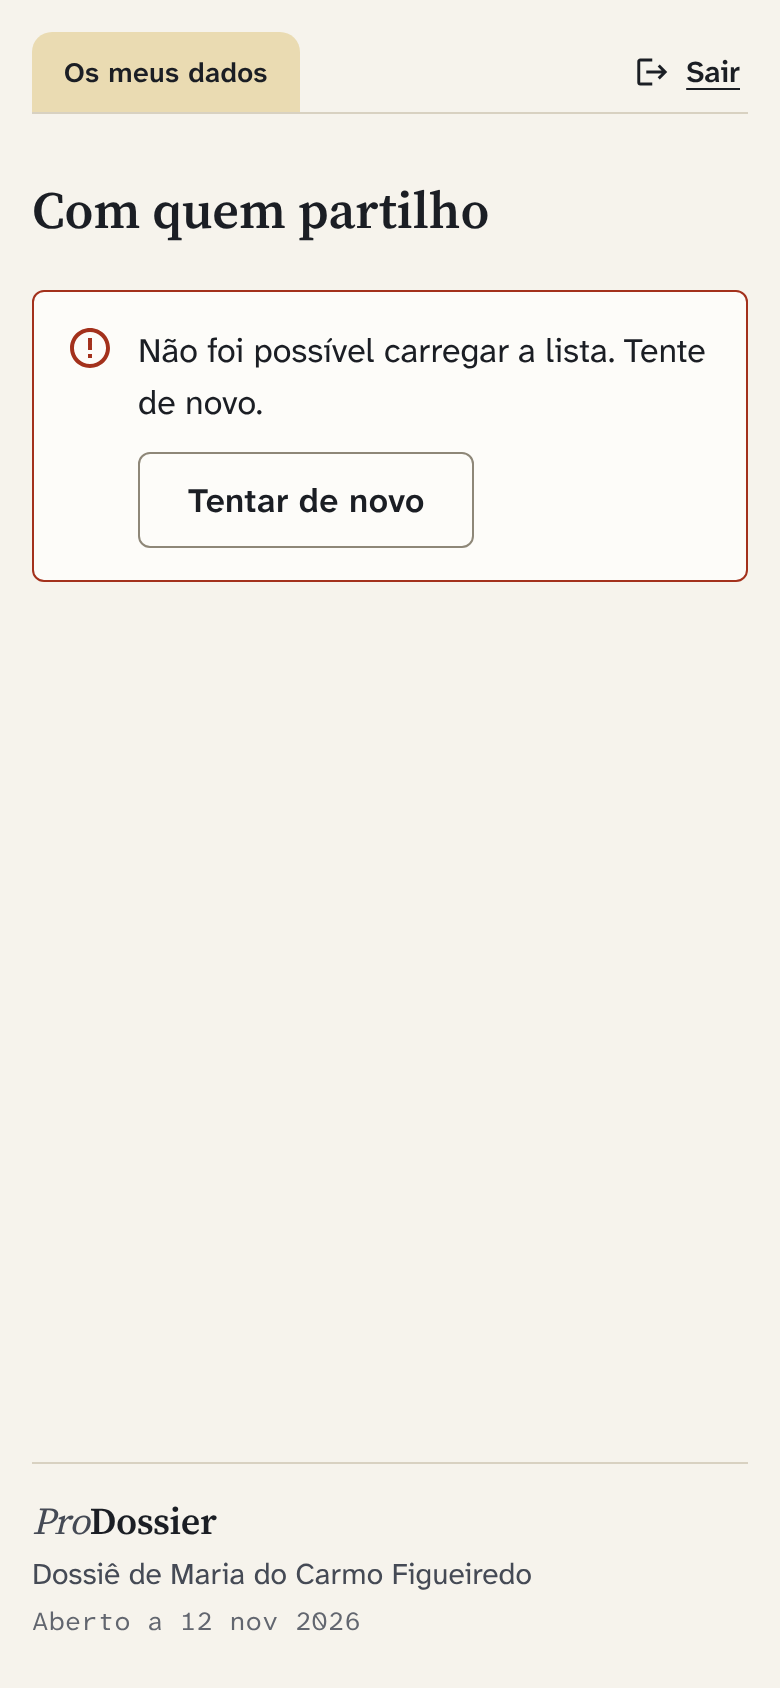 Os meus dados
Sair
Com quem partilho
Não foi possível carregar a lista. Tente
de novo.
Tentar de novo
ProDossier
Dossiê de Maria do Carmo Figueiredo
Aberto a 12 nov 2026